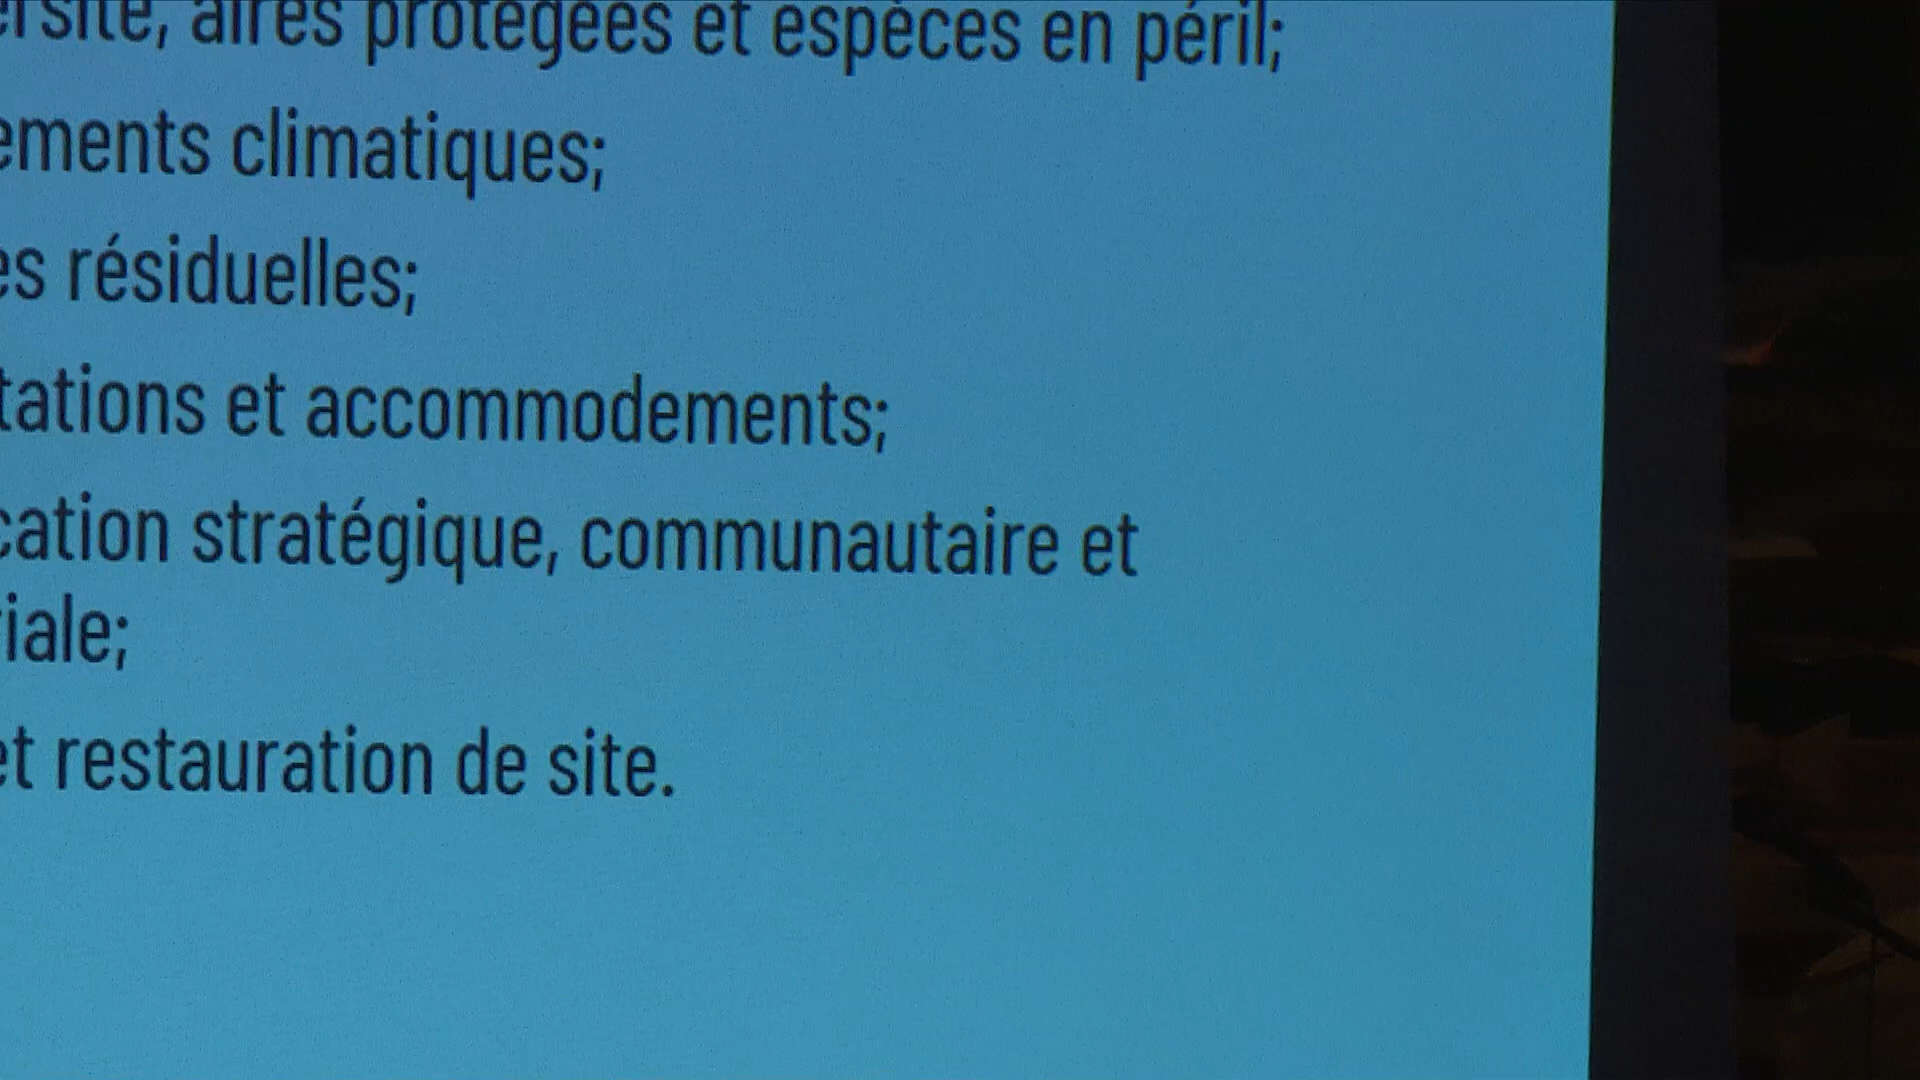 ersité, aires protégées et espèces en péril;
ements climatiques;
es résiduelles;
tations et accommodements;
cation stratégique, communautaire et
riale;
et restauration de site.